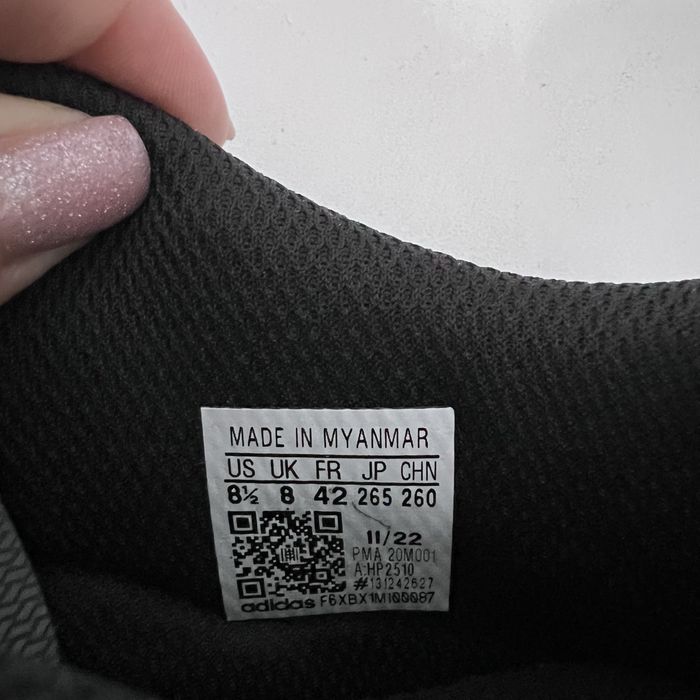 MADE IN MYANMAR
US UK FR JP CHN
8½ 8 42 265 260
11/22
PMA 20M001
A:HP2510
#131242627
adidas F6XBX1MI00087